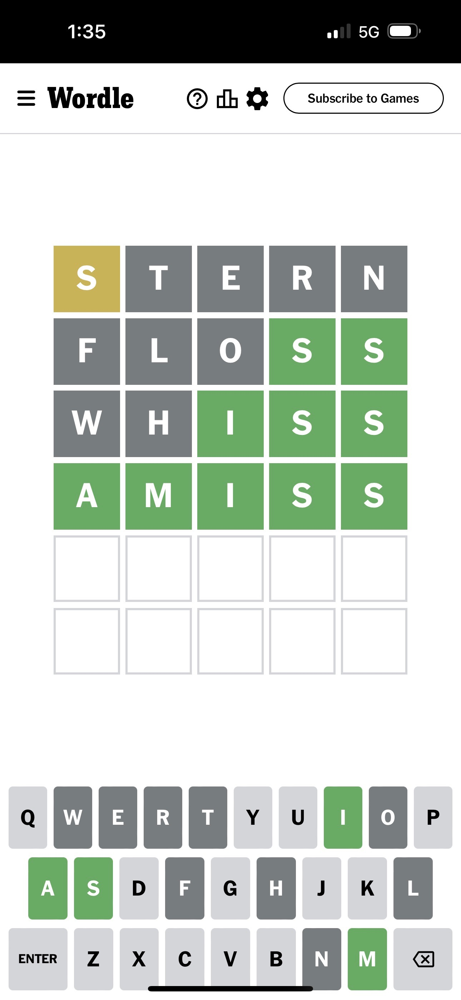 1:35 5G
Wordle ? Subscribe to Games
S T E R N
F L O S S
W H I S S
A M I S S
Q W E R T Y U I O P
A S D F G H J K L
ENTER Z X C V B N M